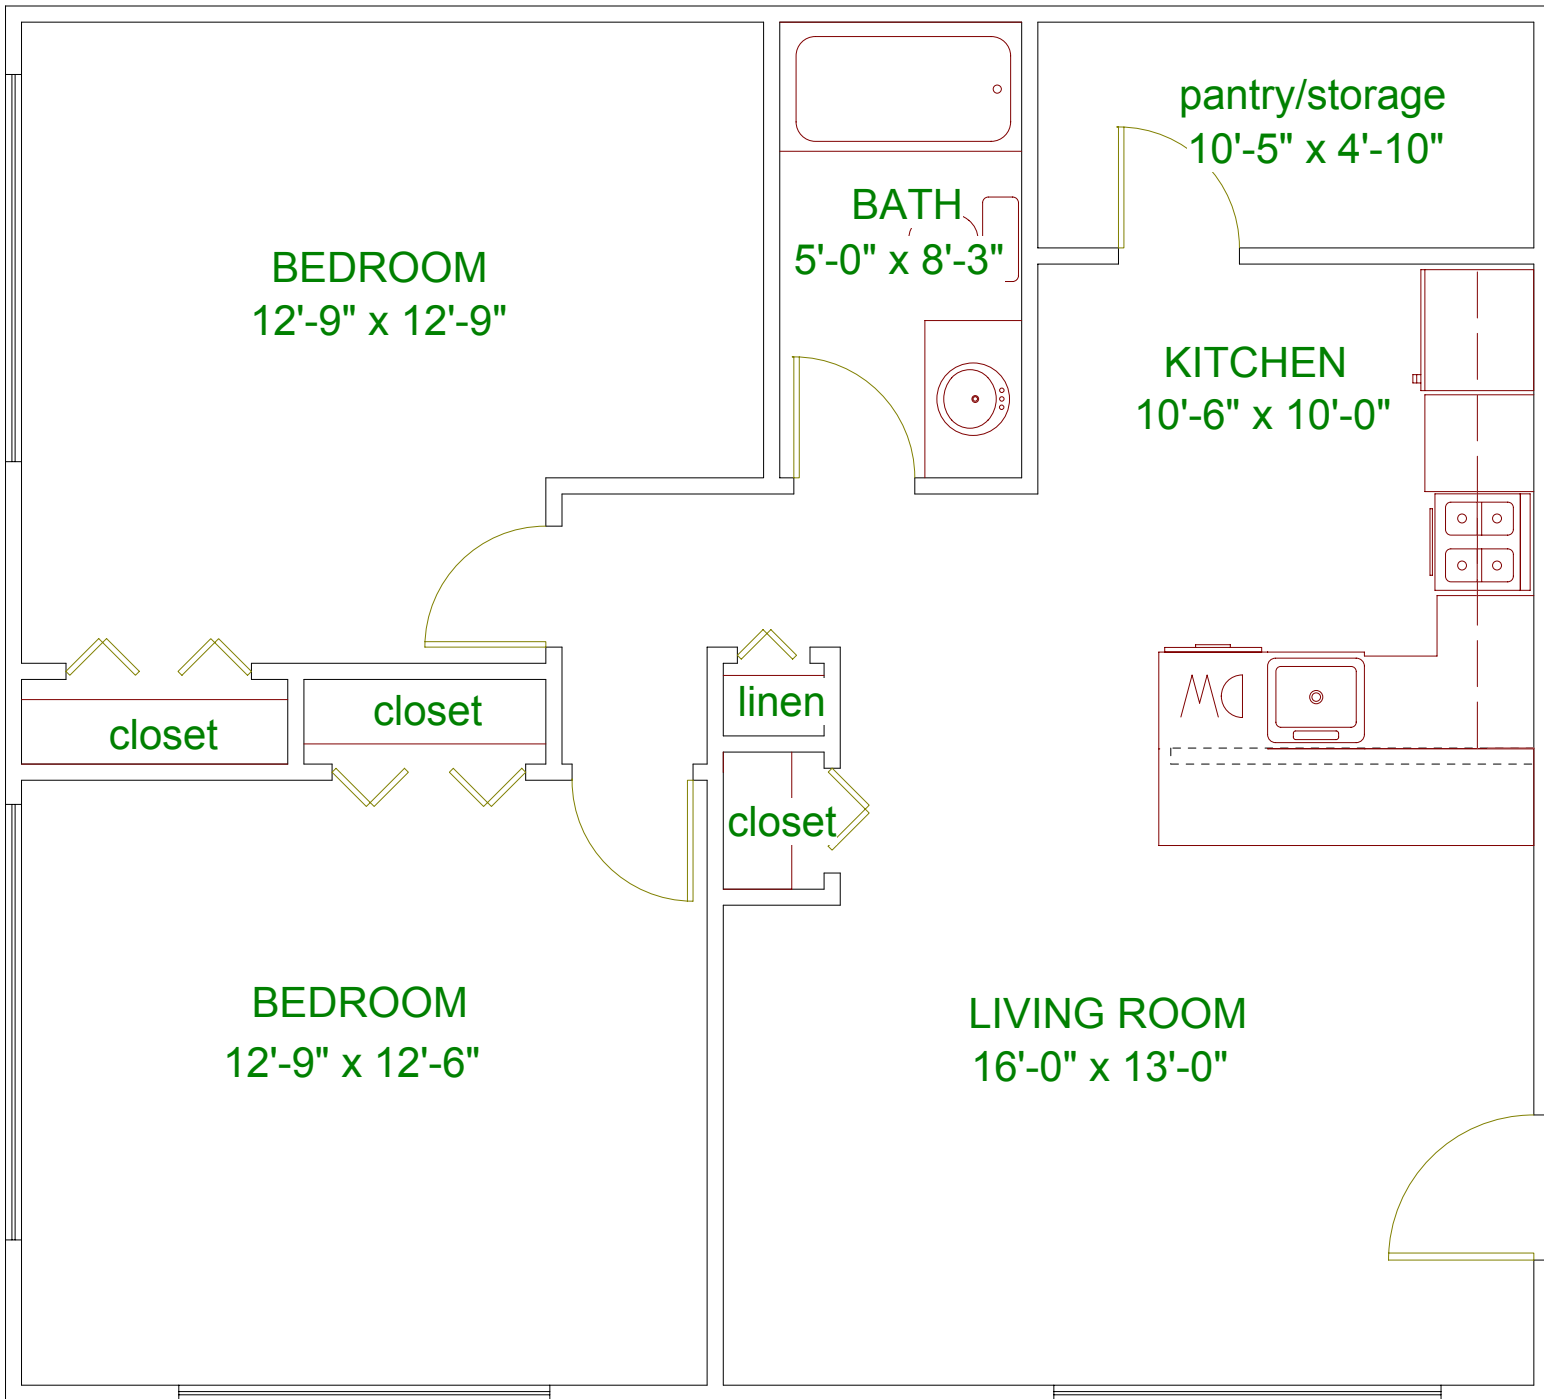 pantry/storage
10'-5" x 4'-10"
BATH
5'-0" x 8'-3"
BEDROOM
12'-9" x 12'-9"
KITCHEN
10'-6" x 10'-0"
closet
closet
linen
closet
BEDROOM
12'-9" x 12'-6"
LIVING ROOM
16'-0" x 13'-0"